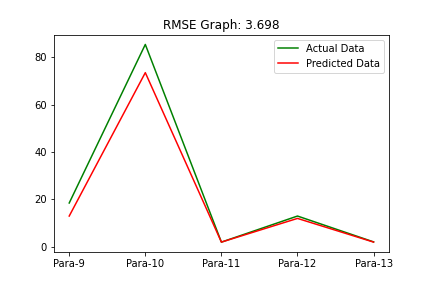 RMSE Graph: 3.698
Actual Data
Predicted Data
80
60
40
20
0
Para-9 Para-10 Para-11 Para-12 Para-13